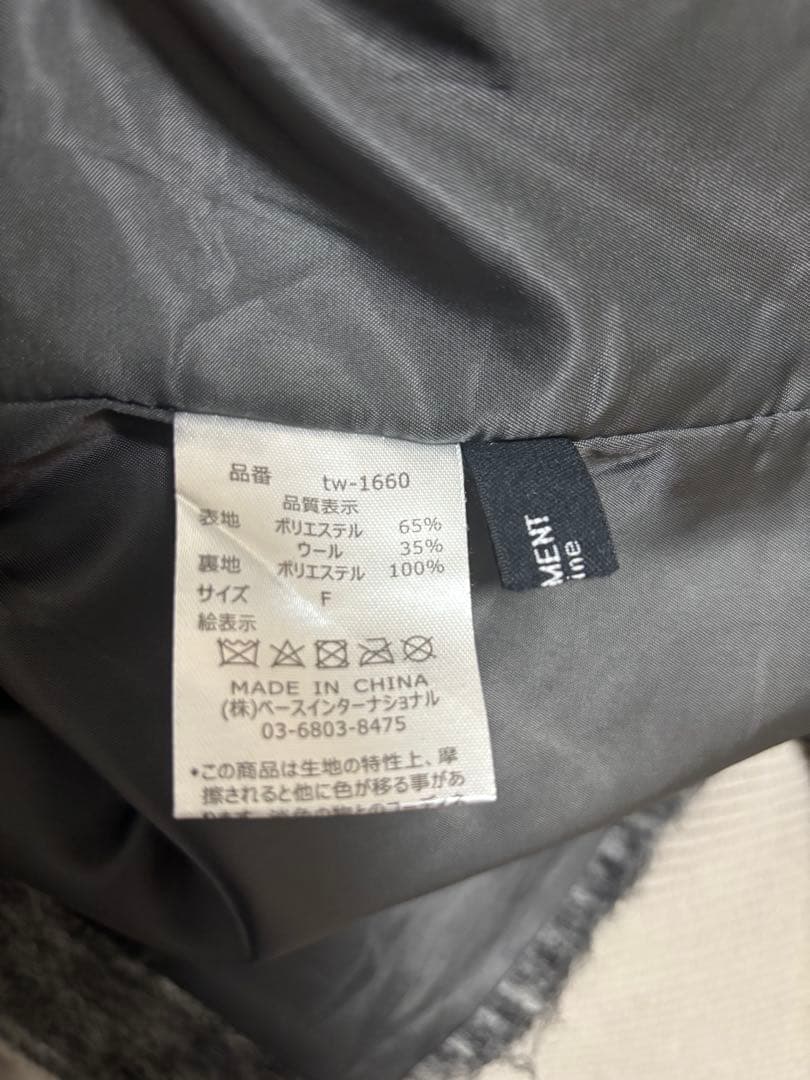 品番 tw-1660
品質表示
表地 ポリエステル 65%
ウール 35%
裏地 ポリエステル 100%
サイズ F
絵表示
MADE IN CHINA
(株)ベースインターナショナル
03-6803-8475
•この商品は生地の特性上、摩
擦されると他に色が移る事があ
MENT
ine